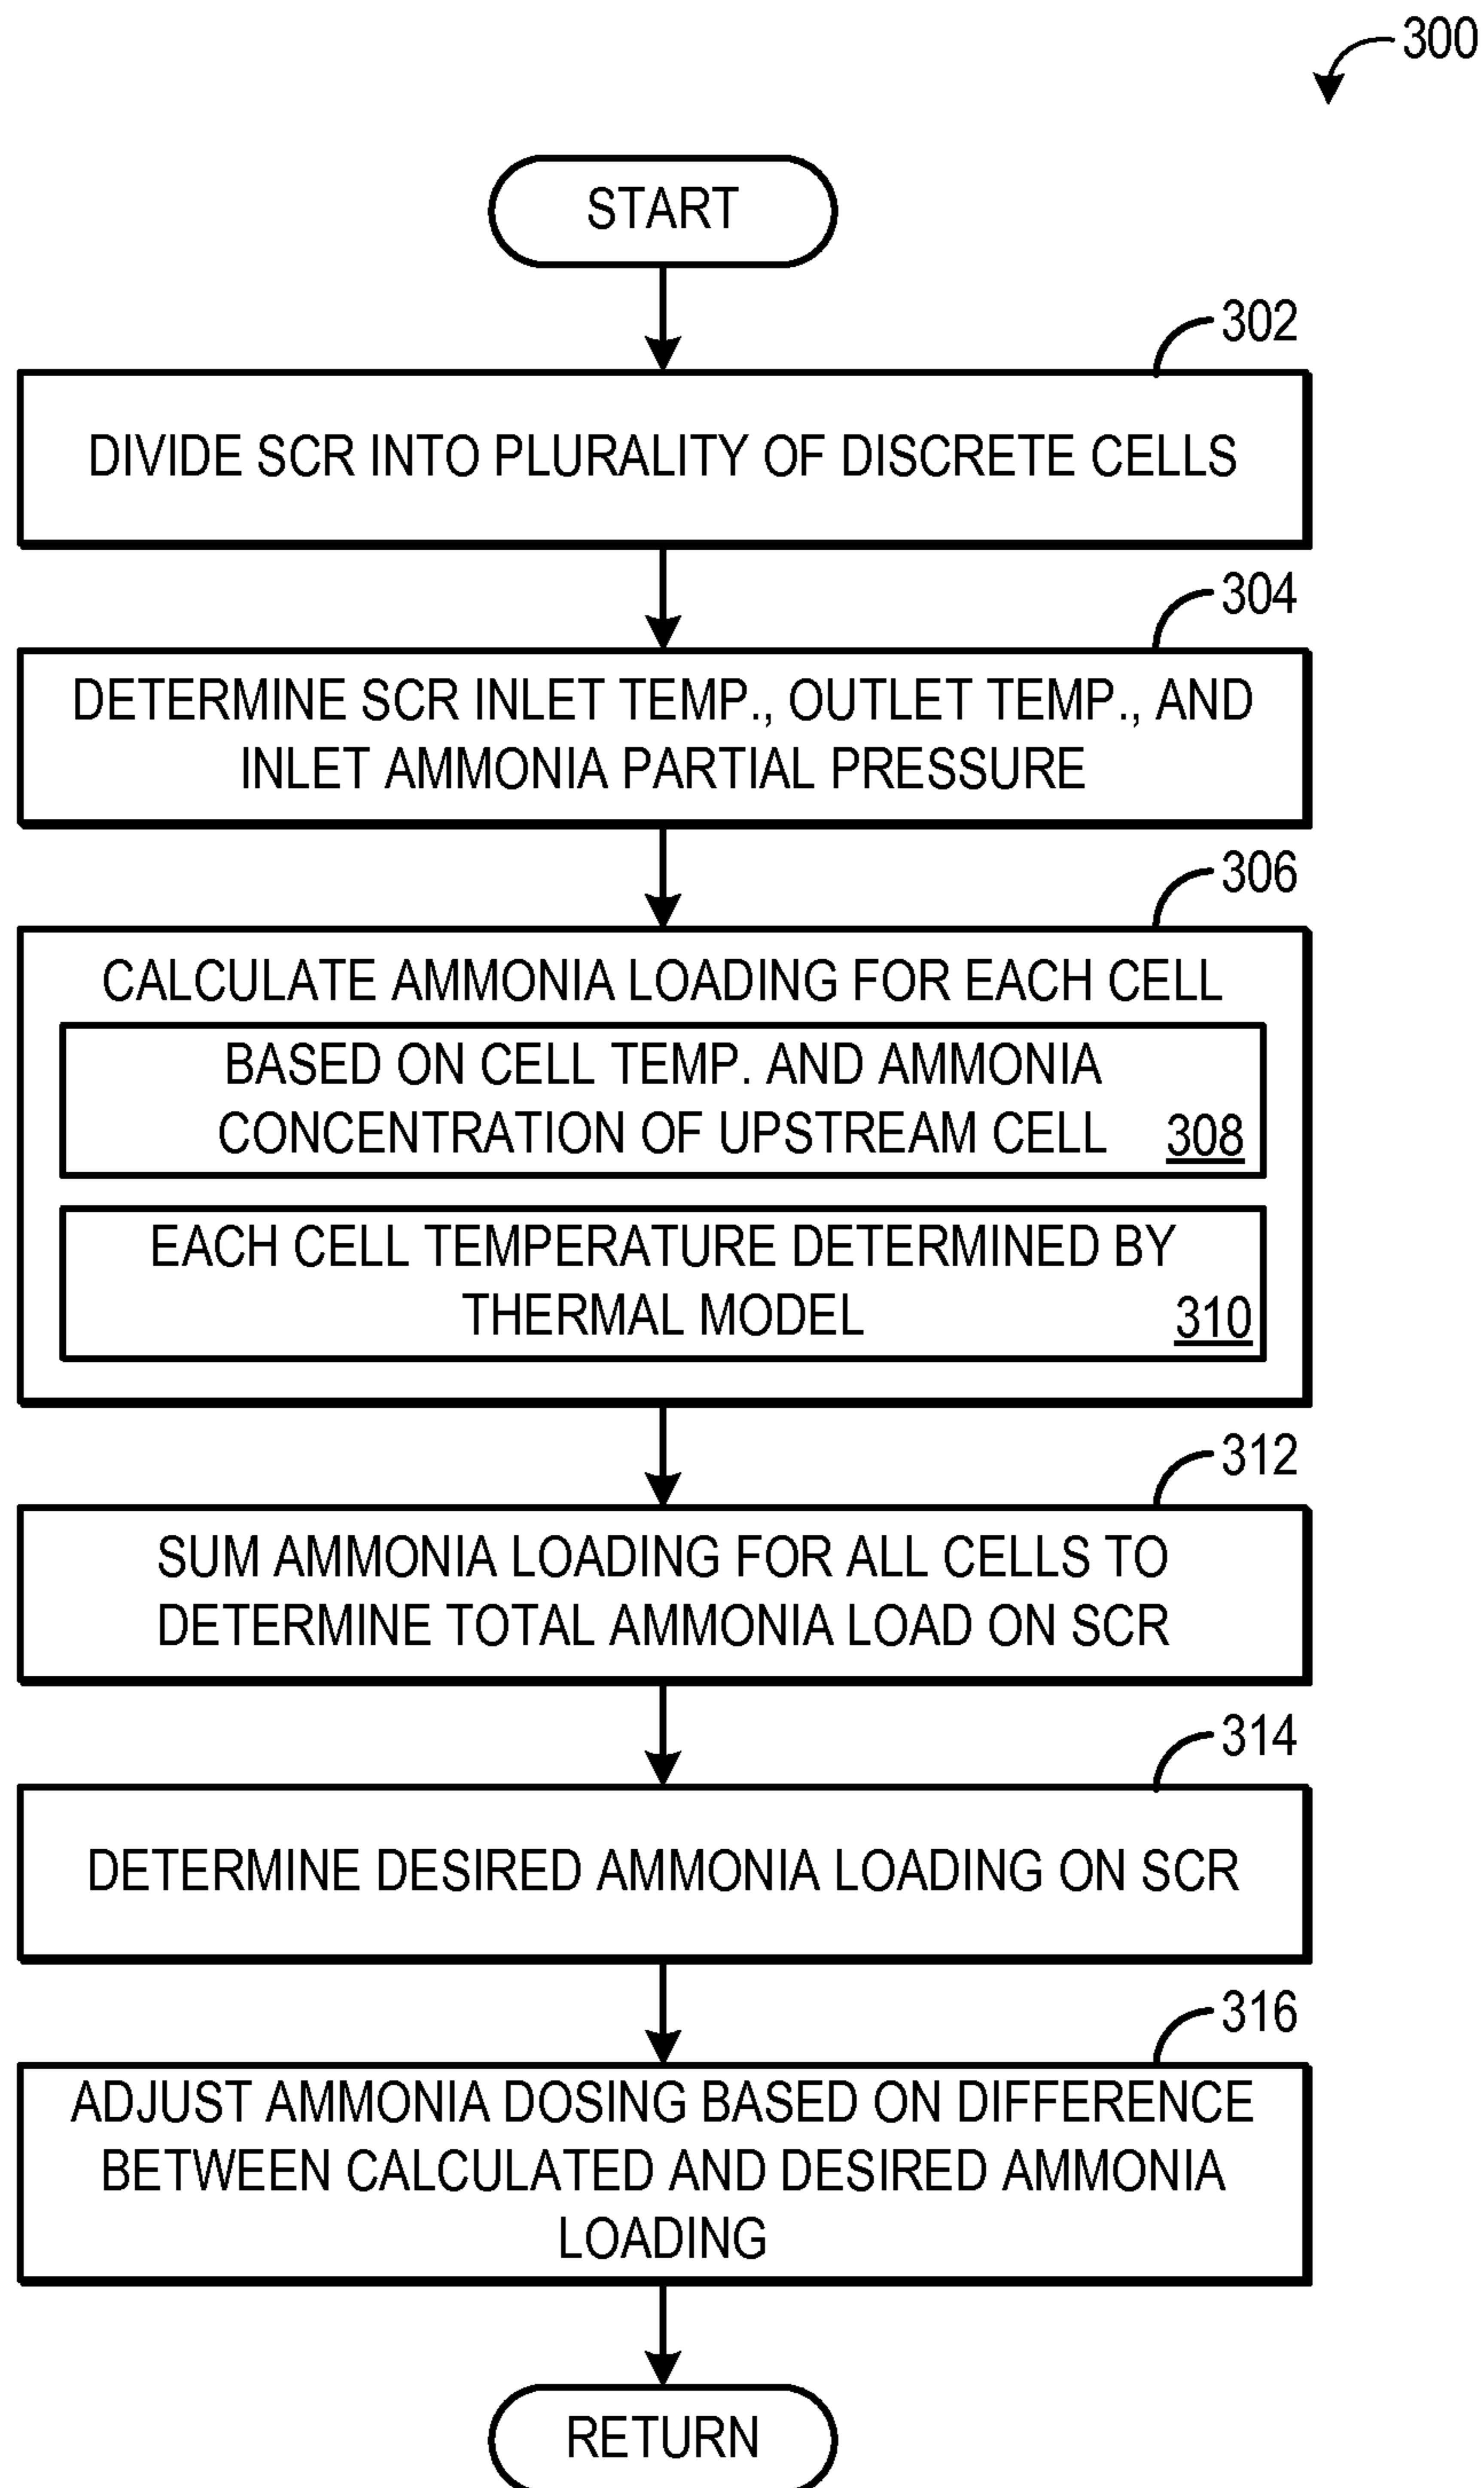 300
START
302
DIVIDE SCR INTO PLURALITY OF DISCRETE CELLS
304
DETERMINE SCR INLET TEMP., OUTLET TEMP., AND
INLET AMMONIA PARTIAL PRESSURE
306
CALCULATE AMMONIA LOADING FOR EACH CELL
BASED ON CELL TEMP. AND AMMONIA
CONCENTRATION OF UPSTREAM CELL 308
EACH CELL TEMPERATURE DETERMINED BY
THERMAL MODEL 310
312
SUM AMMONIA LOADING FOR ALL CELLS TO
DETERMINE TOTAL AMMONIA LOAD ON SCR
314
DETERMINE DESIRED AMMONIA LOADING ON SCR
316
ADJUST AMMONIA DOSING BASED ON DIFFERENCE
BETWEEN CALCULATED AND DESIRED AMMONIA
LOADING
RETURN